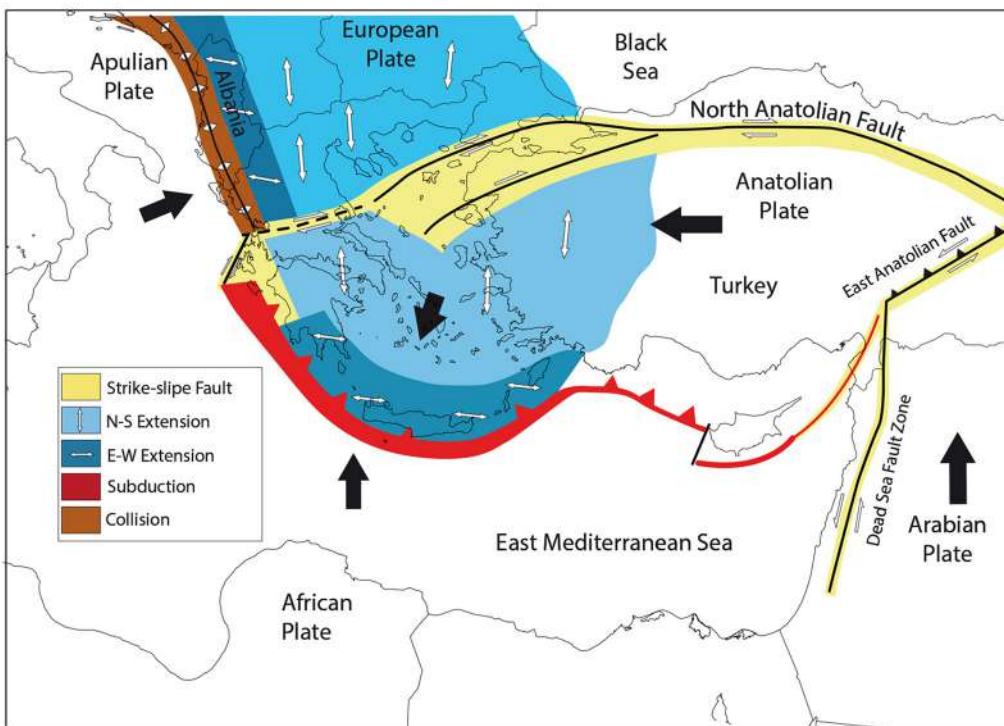 European
Plate
Black
Sea
Apulian
Plate
Albania
North Anatolian Fault
Anatolian
Plate
East Anatolian Fault
Turkey
Strike-slipe Fault
N-S Extension
E-W Extension
Subduction
Collision
Dead Sea Fault Zone
Arabian
Plate
East Mediterranean Sea
African
Plate